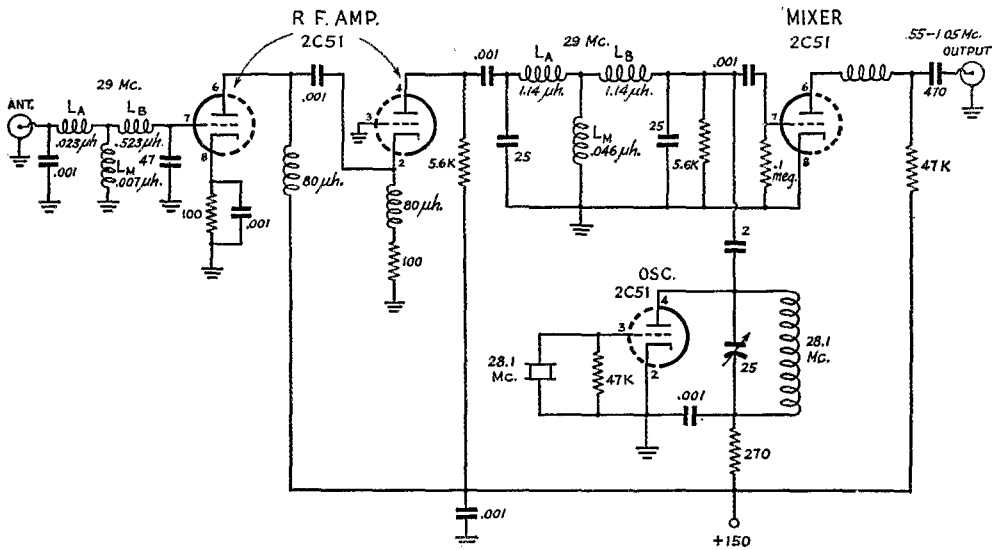 R F. AMP.
2C51
MIXER
2C51
29 Mc.
29 Mc.
.55-1 05 Mc.
OUTPUT
ANT.
LA
LB
.023µh.
.523µh
LM
.007µh.
.001
47
6
7
8
100
.001
.001
80µh.
4
3
2
80µh.
100
5.6K
.001
LA
1.14µh.
LB
1.14µh.
LM
.046µh.
25
25
5.6K
.001
.1
meg.
6
7
8
470
47K
2
OSC.
2C51
4
3
2
28.1
Mc.
47K
.001
25
28.1
Mc.
270
.001
+150